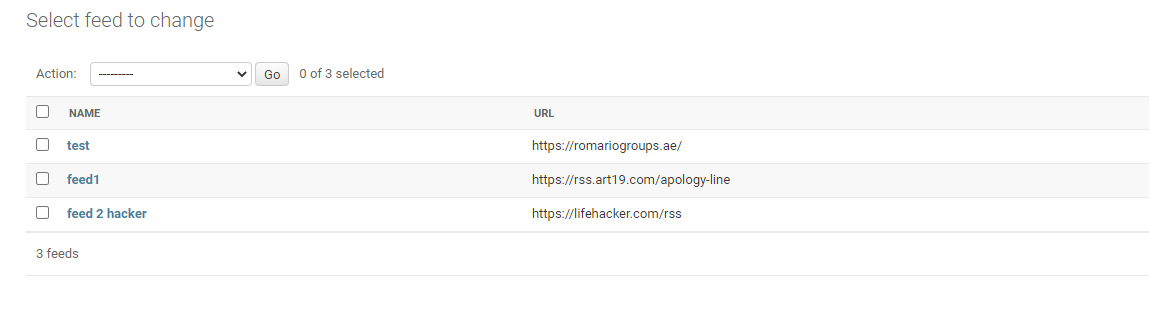 Select feed to change
Action: --------- Go 0 of 3 selected
NAME URL
test https://romariogroups.ae/
feed1 https://rss.art19.com/apology-line
feed 2 hacker https://lifehacker.com/rss
3 feeds